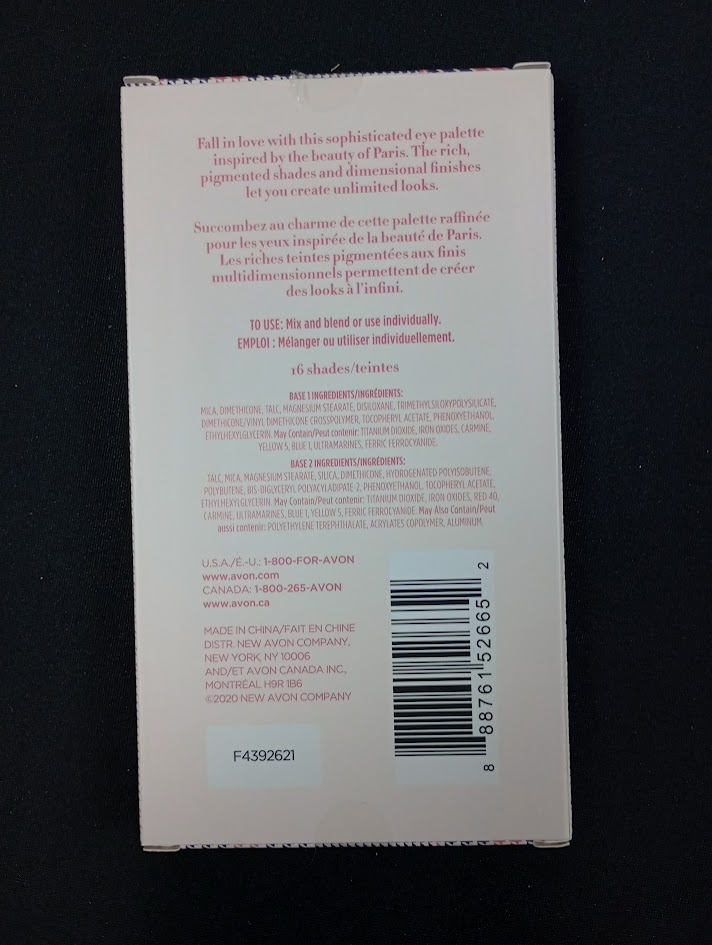 Fall in love with this sophisticated eye palette
inspired by the beauty of Paris. The rich,
pigmented shades and dimensional finishes
let you create unlimited looks.
Succombez au charme de cette palette raffinée
pour les yeux inspirée de la beauté de Paris.
Les riches teintes pigmentées aux finis
multidimensionnels permettent de créer
des looks à l'infini.
TO USE: Mix and blend or use individually.
EMPLOI : Mélanger ou utiliser individuellement.
16 shades/teintes
BASE 1 INGREDIENTS/INGRÉDIENTS:
MICA, DIMETHICONE, TALC, MAGNESIUM STEARATE, DISILOXANE, TRIMETHYLSILOXYPOLYSILICATE,
DIMETHICONE/VINYL DIMETHICONE CROSSPOLYMER, TOCOPHERYL ACETATE, PHENOXYETHANOL,
ETHYLHEXYLGLYCERIN. May Contain/Peut contenir: TITANIUM DIOXIDE, IRON OXIDES, CARMINE,
YELLOW 5, BLUE 1, ULTRAMARINES, FERRIC FERROCYANIDE.
BASE 2 INGREDIENTS/INGRÉDIENTS:
TALC, MICA, MAGNESIUM STEARATE, SILICA, DIMETHICONE, HYDROGENATED POLYISOBUTENE,
POLYBUTENE, BIS-DIGLYCERYL POLYACYLADIPATE-2, PHENOXYETHANOL, TOCOPHERYL ACETATE,
ETHYLHEXYLGLYCERIN. May Contain/Peut contenir: TITANIUM DIOXIDE, IRON OXIDES, RED 40,
CARMINE, ULTRAMARINES, BLUE 1, YELLOW 5, FERRIC FERROCYANIDE. May Also Contain/Peut
aussi contenir: POLYETHYLENE TEREPHTHALATE, ACRYLATES COPOLYMER, ALUMINUM
U.S.A./É.-U.: 1-800-FOR-AVON
www.avon.com
CANADA: 1-800-265-AVON
www.avon.ca
MADE IN CHINA/FAIT EN CHINE
DISTR. NEW AVON COMPANY,
NEW YORK, NY 10006
AND/ET AVON CANADA INC.,
MONTRÉAL H9R 1B6
©2020 NEW AVON COMPANY
F4392621
8 88761 52665 2